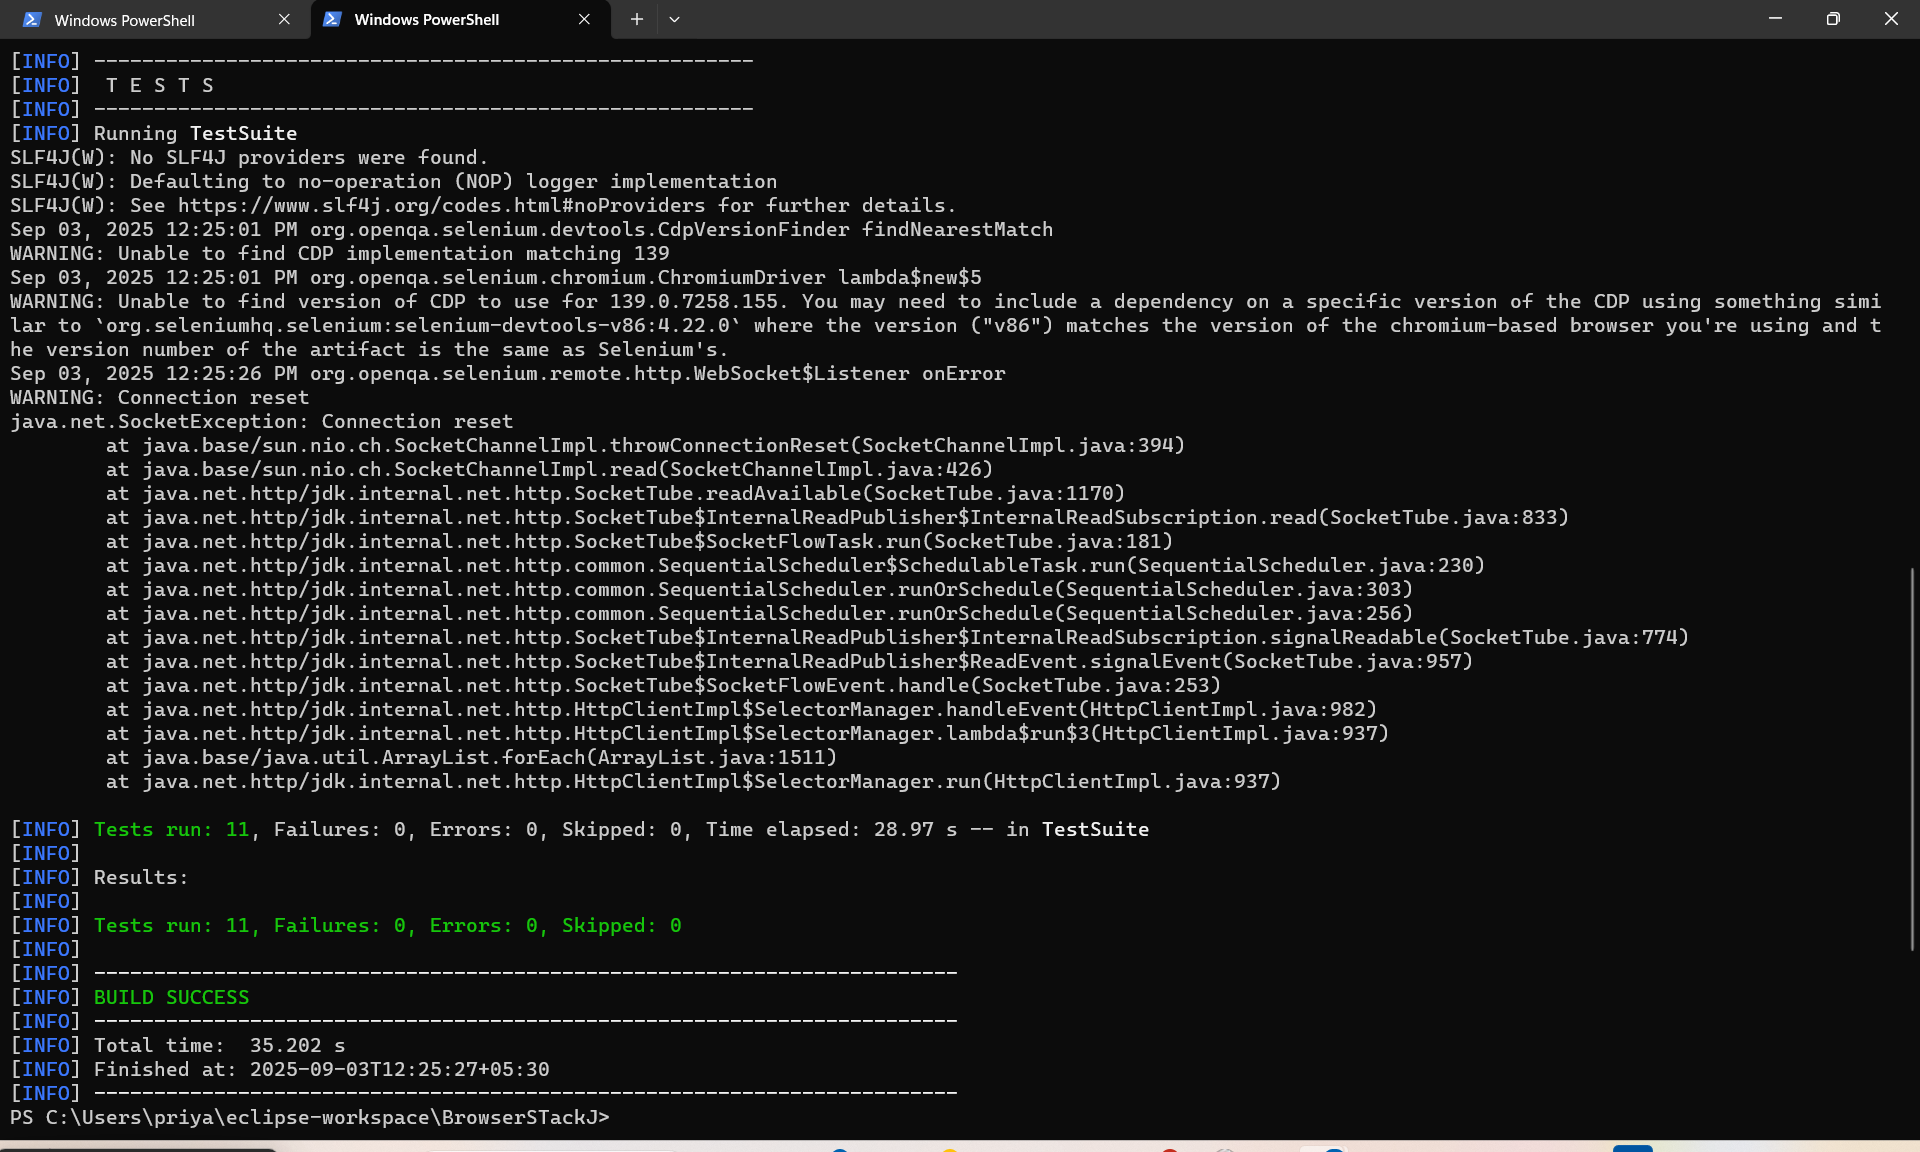 Windows PowerShell
Windows PowerShell
[INFO] -------------------------------------------------------
[INFO]  T E S T S
[INFO] -------------------------------------------------------
[INFO] Running TestSuite
SLF4J(W): No SLF4J providers were found.
SLF4J(W): Defaulting to no-operation (NOP) logger implementation
SLF4J(W): See https://www.slf4j.org/codes.html#noProviders for further details.
Sep 03, 2025 12:25:01 PM org.openqa.selenium.devtools.CdpVersionFinder findNearestMatch
WARNING: Unable to find CDP implementation matching 139
Sep 03, 2025 12:25:01 PM org.openqa.selenium.chromium.ChromiumDriver lambda$new$5
WARNING: Unable to find version of CDP to use for 139.0.7258.155. You may need to include a dependency on a specific version of the CDP using something simi
lar to `org.seleniumhq.selenium:selenium-devtools-v86:4.22.0` where the version ("v86") matches the version of the chromium-based browser you're using and t
he version number of the artifact is the same as Selenium's.
Sep 03, 2025 12:25:26 PM org.openqa.selenium.remote.http.WebSocket$Listener onError
WARNING: Connection reset
java.net.SocketException: Connection reset
        at java.base/sun.nio.ch.SocketChannelImpl.throwConnectionReset(SocketChannelImpl.java:394)
        at java.base/sun.nio.ch.SocketChannelImpl.read(SocketChannelImpl.java:426)
        at java.net.http/jdk.internal.net.http.SocketTube.readAvailable(SocketTube.java:1170)
        at java.net.http/jdk.internal.net.http.SocketTube$InternalReadPublisher$InternalReadSubscription.read(SocketTube.java:833)
        at java.net.http/jdk.internal.net.http.SocketTube$SocketFlowTask.run(SocketTube.java:181)
        at java.net.http/jdk.internal.net.http.common.SequentialScheduler$SchedulableTask.run(SequentialScheduler.java:230)
        at java.net.http/jdk.internal.net.http.common.SequentialScheduler.runOrSchedule(SequentialScheduler.java:303)
        at java.net.http/jdk.internal.net.http.common.SequentialScheduler.runOrSchedule(SequentialScheduler.java:256)
        at java.net.http/jdk.internal.net.http.SocketTube$InternalReadPublisher$InternalReadSubscription.signalReadable(SocketTube.java:774)
        at java.net.http/jdk.internal.net.http.SocketTube$InternalReadPublisher$ReadEvent.signalEvent(SocketTube.java:957)
        at java.net.http/jdk.internal.net.http.SocketTube$SocketFlowEvent.handle(SocketTube.java:253)
        at java.net.http/jdk.internal.net.http.HttpClientImpl$SelectorManager.handleEvent(HttpClientImpl.java:982)
        at java.net.http/jdk.internal.net.http.HttpClientImpl$SelectorManager.lambda$run$3(HttpClientImpl.java:937)
        at java.base/java.util.ArrayList.forEach(ArrayList.java:1511)
        at java.net.http/jdk.internal.net.http.HttpClientImpl$SelectorManager.run(HttpClientImpl.java:937)
[INFO] Tests run: 11, Failures: 0, Errors: 0, Skipped: 0, Time elapsed: 28.97 s -- in TestSuite
[INFO]
[INFO] Results:
[INFO]
[INFO] Tests run: 11, Failures: 0, Errors: 0, Skipped: 0
[INFO]
[INFO] ------------------------------------------------------------------------
[INFO] BUILD SUCCESS
[INFO] ------------------------------------------------------------------------
[INFO] Total time:  35.202 s
[INFO] Finished at: 2025-09-03T12:25:27+05:30
[INFO] ------------------------------------------------------------------------
PS C:\Users\priya\eclipse-workspace\BrowserSTackJ>